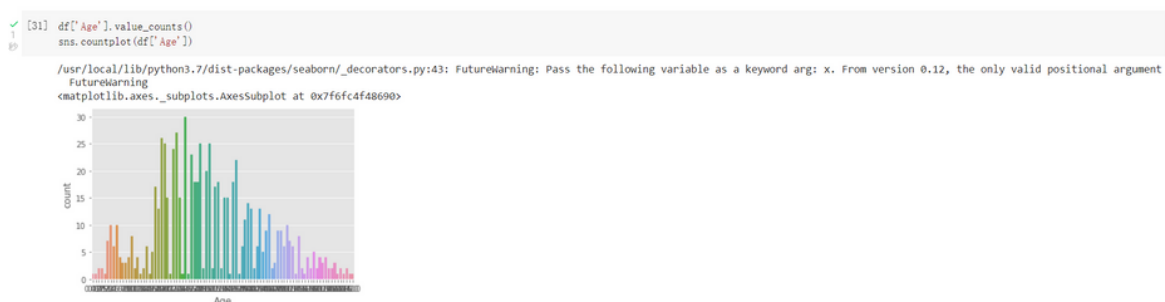 [31] df['Age'].value_counts()
sns.countplot(df['Age'])
/usr/local/lib/python3.7/dist-packages/seaborn/_decorators.py:43: FutureWarning: Pass the following variable as a keyword arg: x. From version 0.12, the only valid positional argument
FutureWarning
<matplotlib.axes._subplots.AxesSubplot at 0x7f6fc4f48690>
30
25
20
15
10
5
0
count
Age